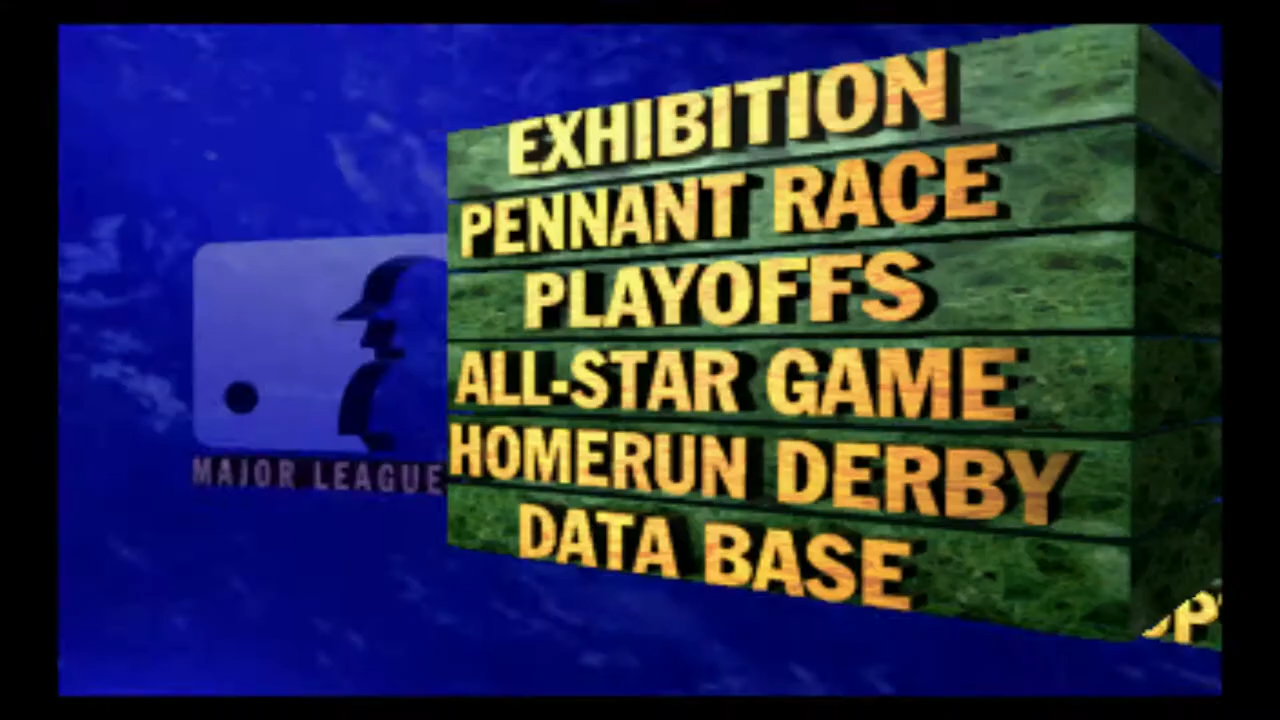 EXHIBITION
PENNANT RACE
PLAYOFFS
ALL-STAR GAME
HOMERUN DERBY
DATA BASE
MAJOR LEAGUE